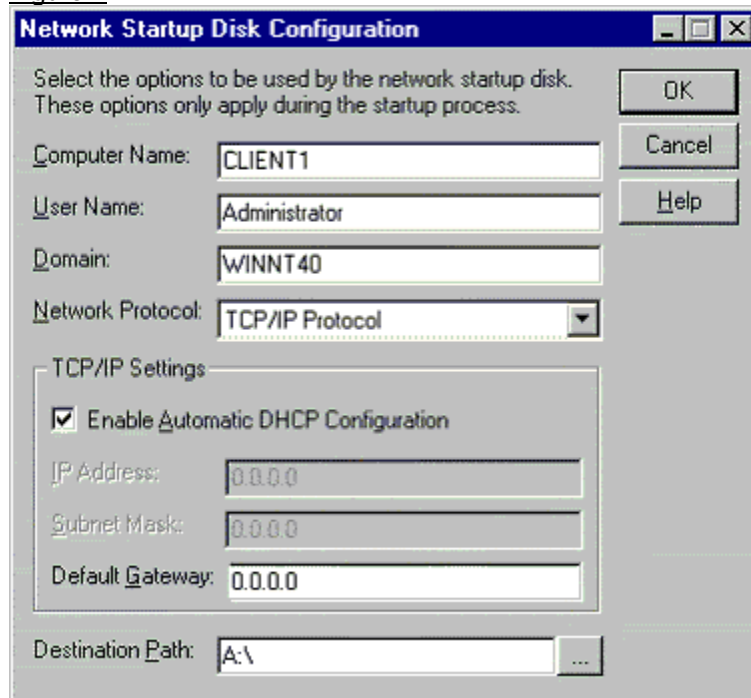 Network Startup Disk Configuration
Select the options to be used by the network startup disk.
These options only apply during the startup process.
OK
Cancel
Help
Computer Name: CLIENT1
User Name: Administrator
Domain: WINNT40
Network Protocol: TCP/IP Protocol
TCP/IP Settings
Enable Automatic DHCP Configuration
IP Address: 0.0.0.0
Subnet Mask: 0.0.0.0
Default Gateway: 0.0.0.0
Destination Path: A:\ ...